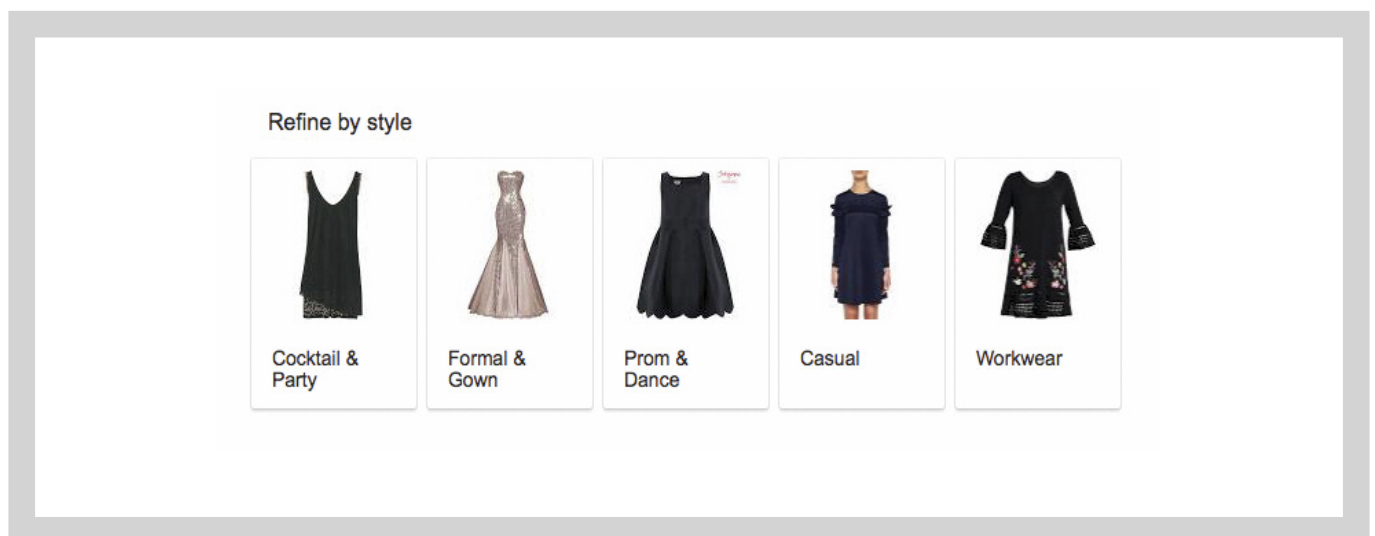 Refine by style
Cocktail &
Party
Formal &
Gown
Prom &
Dance
Casual
Workwear